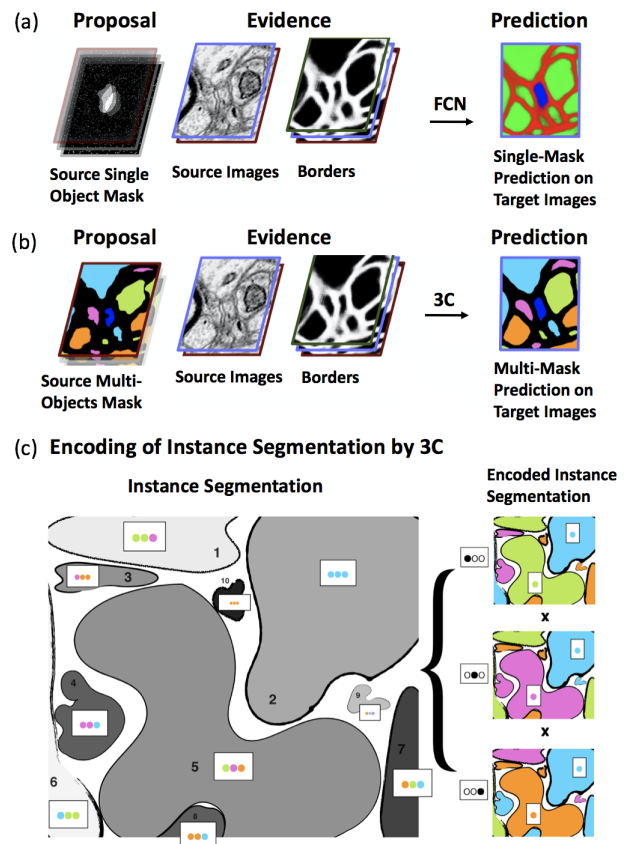 (a)
Proposal
Evidence
Prediction
FCN
Source Single
Object Mask
Source Images
Borders
Single-Mask
Prediction on
Target Images
(b)
Proposal
Evidence
Prediction
3C
Source Multi-
Objects Mask
Source Images
Borders
Multi-Mask
Prediction on
Target Images
(c) Encoding of Instance Segmentation by 3C
Instance Segmentation
Encoded Instance
Segmentation
1
3
10
2
4
9
5
7
6
8
x
x